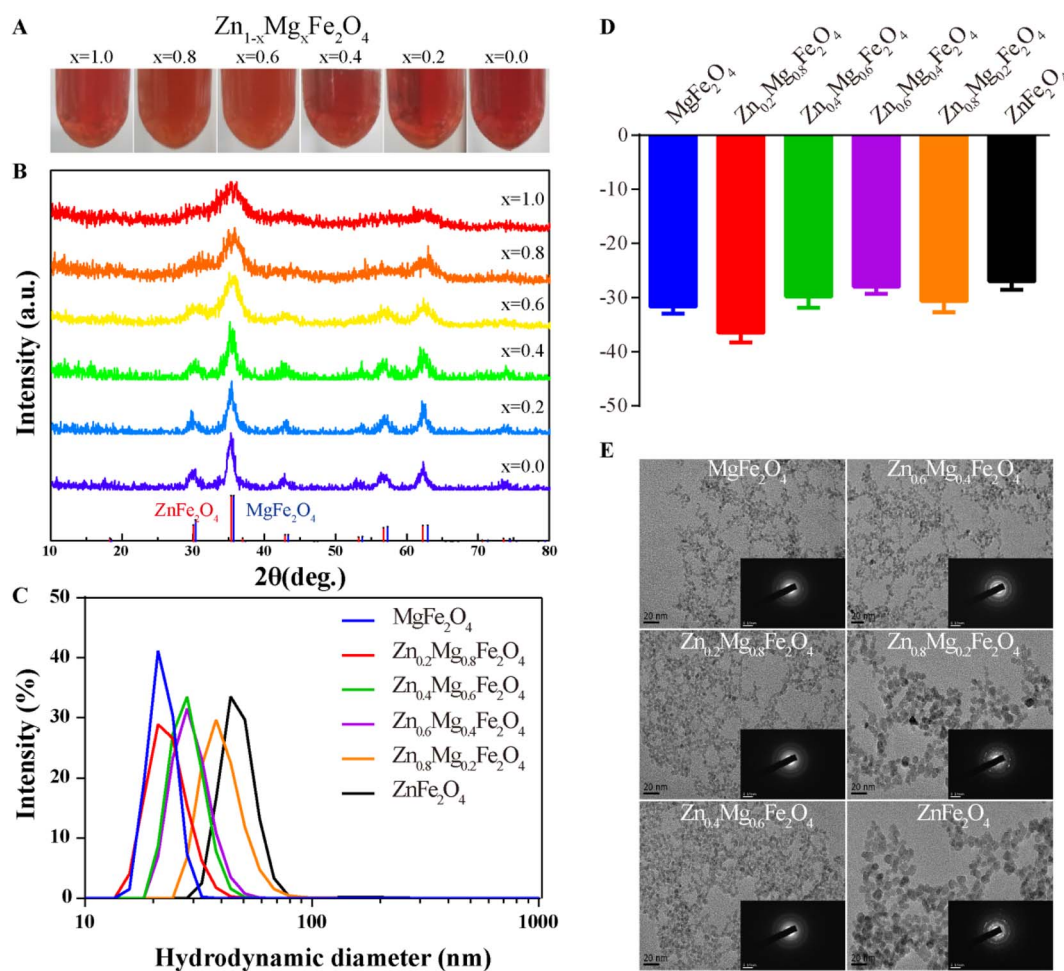 A
Zn₁₋ₓMgₓFe₂O₄
x=1.0 x=0.8 x=0.6 x=0.4 x=0.2 x=0.0
B
Intensity (a.u.)
x=1.0
x=0.8
x=0.6
x=0.4
x=0.2
x=0.0
ZnFe₂O₄ MgFe₂O₄
10 20 30 40 50 60 70 80
2θ(deg.)
C
Intensity (%)
50
40
30
20
10
0
MgFe₂O₄
Zn₀.₂Mg₀.₈Fe₂O₄
Zn₀.₄Mg₀.₆Fe₂O₄
Zn₀.₆Mg₀.₄Fe₂O₄
Zn₀.₈Mg₀.₂Fe₂O₄
ZnFe₂O₄
10 100 1000
Hydrodynamic diameter (nm)
D
MgFe₂O₄
Zn₀.₂Mg₀.₈Fe₂O₄
Zn₀.₄Mg₀.₆Fe₂O₄
Zn₀.₆Mg₀.₄Fe₂O₄
Zn₀.₈Mg₀.₂Fe₂O₄
ZnFe₂O₄
0
-10
-20
-30
-40
-50
E
MgFe₂O₄ Zn₀.₆Mg₀.₄Fe₂O₄
20 nm 20 nm
Zn₀.₂Mg₀.₈Fe₂O₄ Zn₀.₈Mg₀.₂Fe₂O₄
20 nm 20 nm
Zn₀.₄Mg₀.₆Fe₂O₄ ZnFe₂O₄
20 nm 20 nm